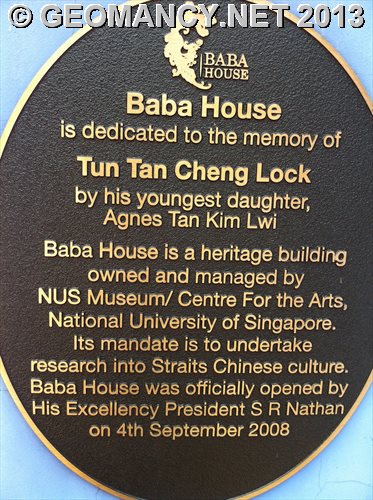 © GEOMANCY.NET 2013
BABA
HOUSE
Baba House
is dedicated to the memory of
Tun Tan Cheng Lock
by his youngest daughter,
Agnes Tan Kim Lwi
Baba House is a heritage building
owned and managed by
NUS Museum/ Centre For the Arts,
National University of Singapore.
Its mandate is to undertake
research into Straits Chinese culture.
Baba House was officially opened by
His Excellency President S R Nathan
on 4th September 2008